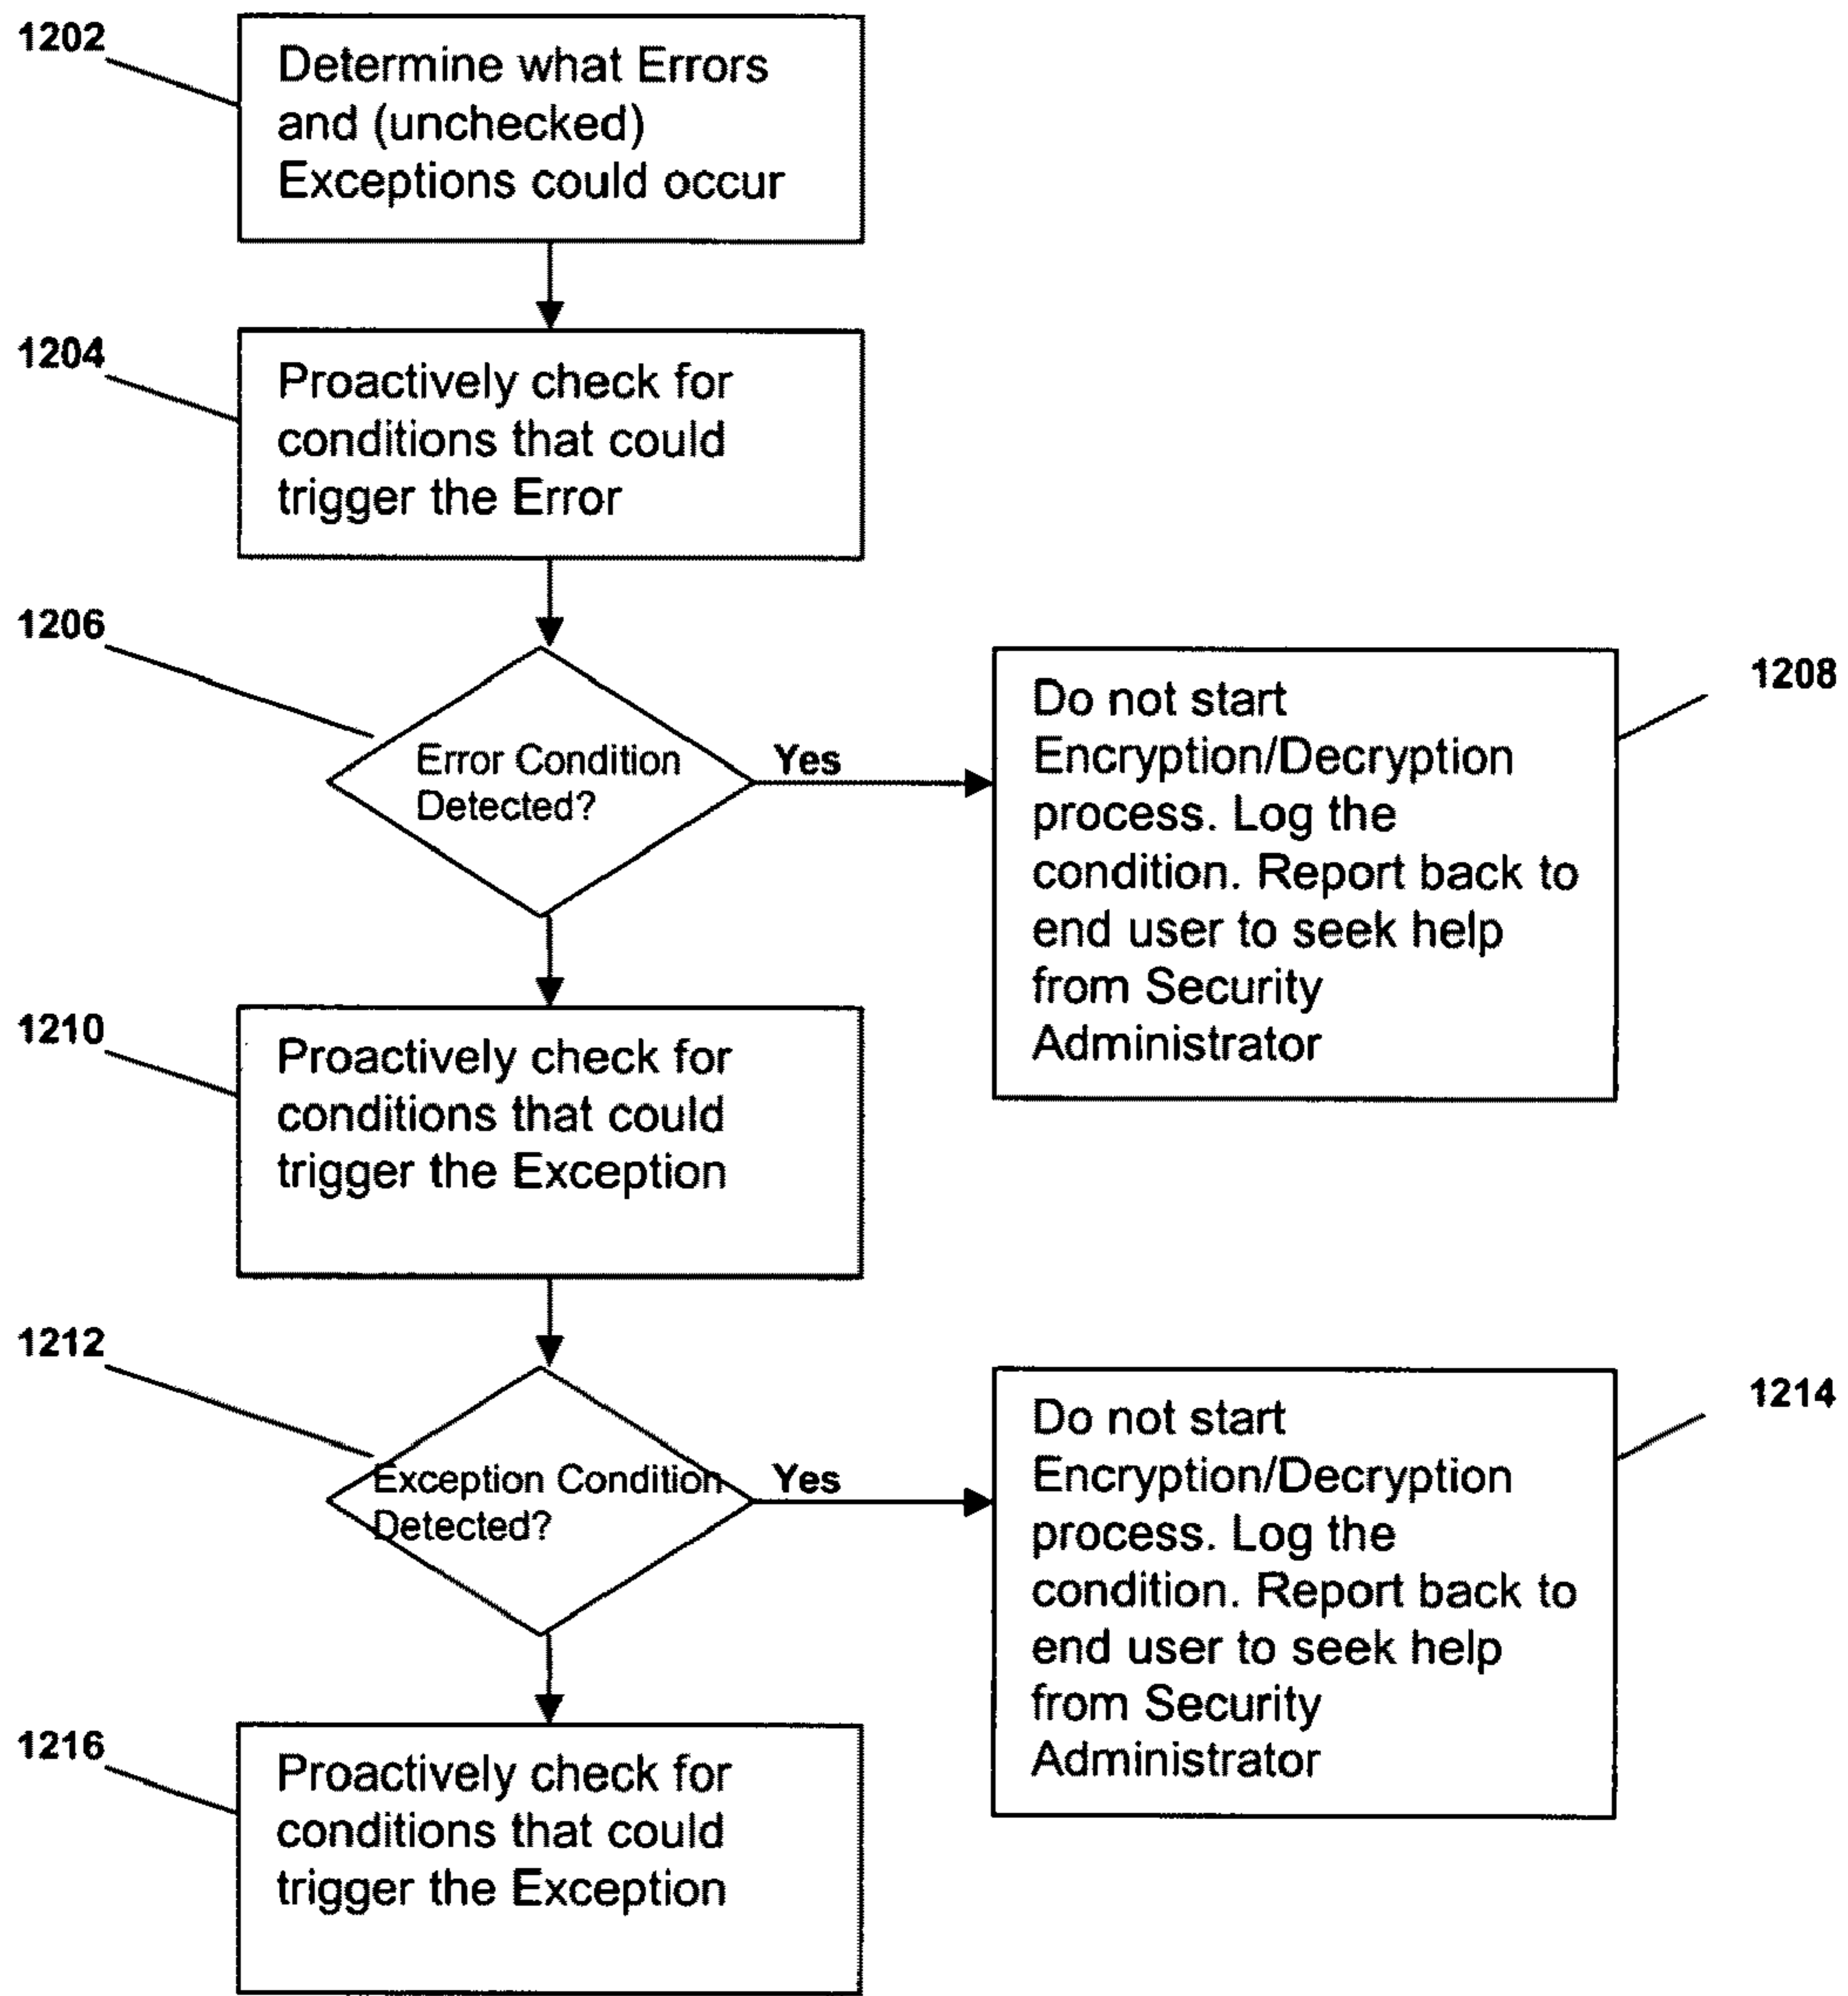 1202
Determine what Errors
and (unchecked)
Exceptions could occur
1204
Proactively check for
conditions that could
trigger the Error
1206
Error Condition
Detected?
Yes
1208
Do not start
Encryption/Decryption
process. Log the
condition. Report back to
end user to seek help
from Security
Administrator
1210
Proactively check for
conditions that could
trigger the Exception
1212
Exception Condition
Detected?
Yes
1214
Do not start
Encryption/Decryption
process. Log the
condition. Report back to
end user to seek help
from Security
Administrator
1216
Proactively check for
conditions that could
trigger the Exception